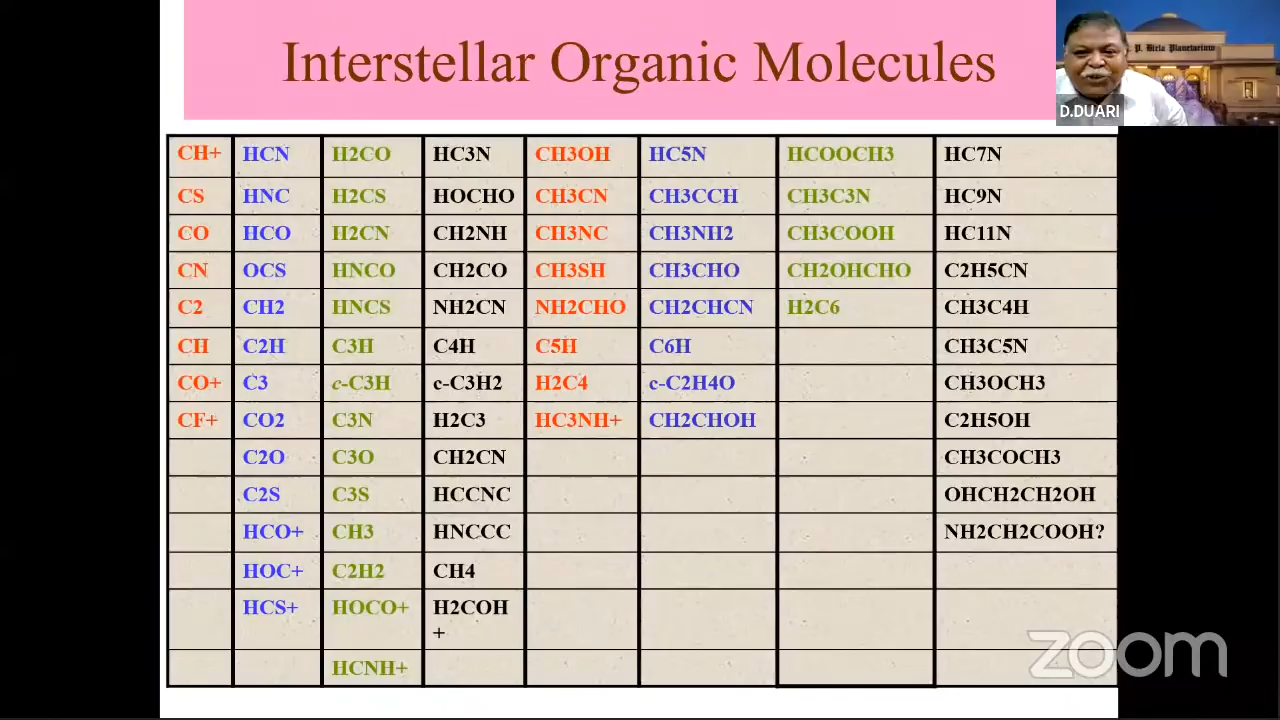 Interstellar Organic Molecules
P. Birla Planetarium
D.DUARI
CH+ HCN H2CO HC3N CH3OH HC5N HCOOCH3 HC7N
CS HNC H2CS HOCHO CH3CN CH3CCH CH3C3N HC9N
CO HCO H2CN CH2NH CH3NC CH3NH2 CH3COOH HC11N
CN OCS HNCO CH2CO CH3SH CH3CHO CH2OHCHO C2H5CN
C2 CH2 HNCS NH2CN NH2CHO CH2CHCN H2C6 CH3C4H
CH C2H C3H C4H C5H C6H CH3C5N
CO+ C3 c-C3H c-C3H2 H2C4 c-C2H4O CH3OCH3
CF+ CO2 C3N H2C3 HC3NH+ CH2CHOH C2H5OH
C2O C3O CH2CN CH3COCH3
C2S C3S HCCNC OHCH2CH2OH
HCO+ CH3 HNCCC NH2CH2COOH?
HOC+ C2H2 CH4
HCS+ HOCO+ H2COH
+
HCNH+
zoom